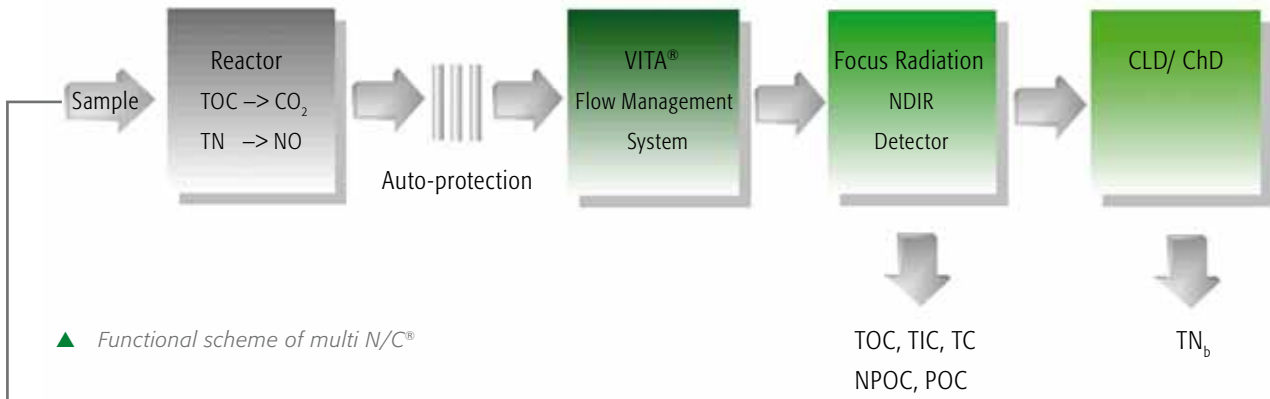 Sample
Reactor
TOC –> CO₂
TN –> NO
Auto-protection
VITA®
Flow Management
System
Focus Radiation
NDIR
Detector
CLD/ ChD
TOC, TIC, TC
NPOC, POC
TN_b
▲ Functional scheme of multi N/C®